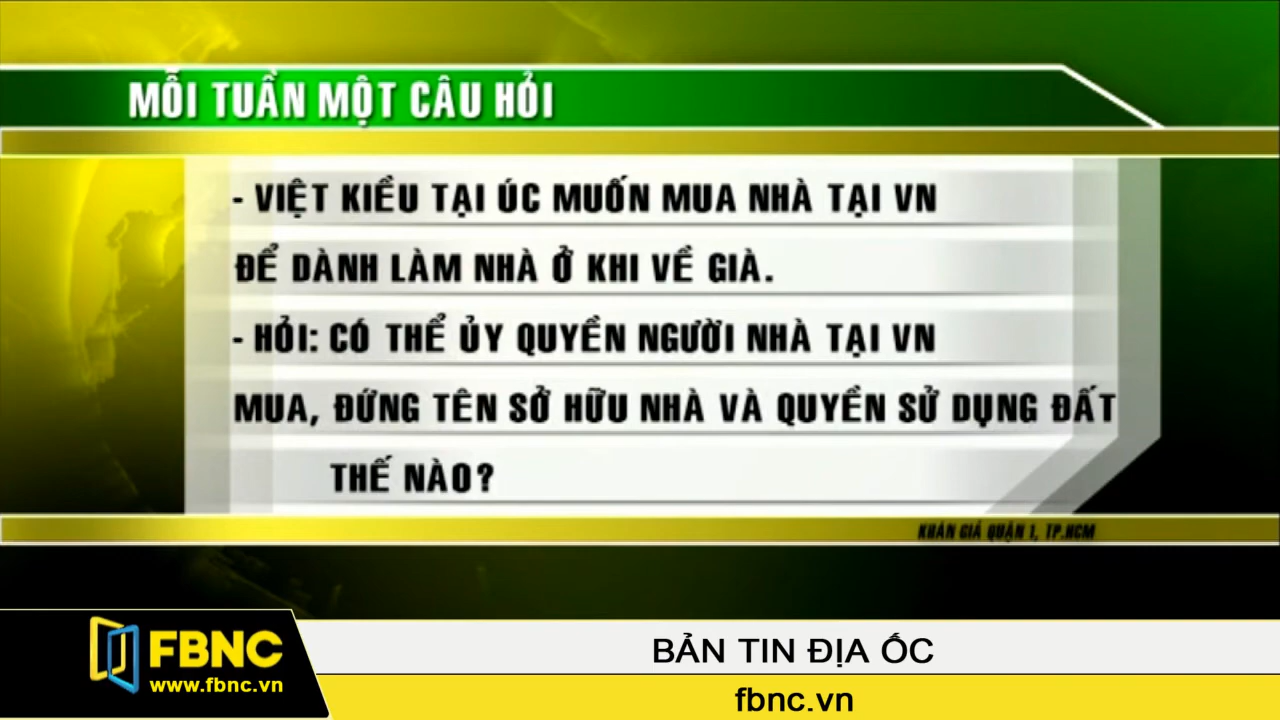 MỖI TUẦN MỘT CÂU HỎI
- VIỆT KIỀU TẠI ÚC MUỐN MUA NHÀ TẠI VN
ĐỂ DÀNH LÀM NHÀ Ở KHI VỀ GIÀ.
- HỎI: CÓ THỂ ỦY QUYỀN NGƯỜI NHÀ TẠI VN
MUA, ĐỨNG TÊN SỞ HỮU NHÀ VÀ QUYỀN SỬ DỤNG ĐẤT
THẾ NÀO?
KHÁN GIẢ QUẬN 1, TP.HCM
FBNC
www.fbnc.vn
BẢN TIN ĐỊA ỐC
fbnc.vn